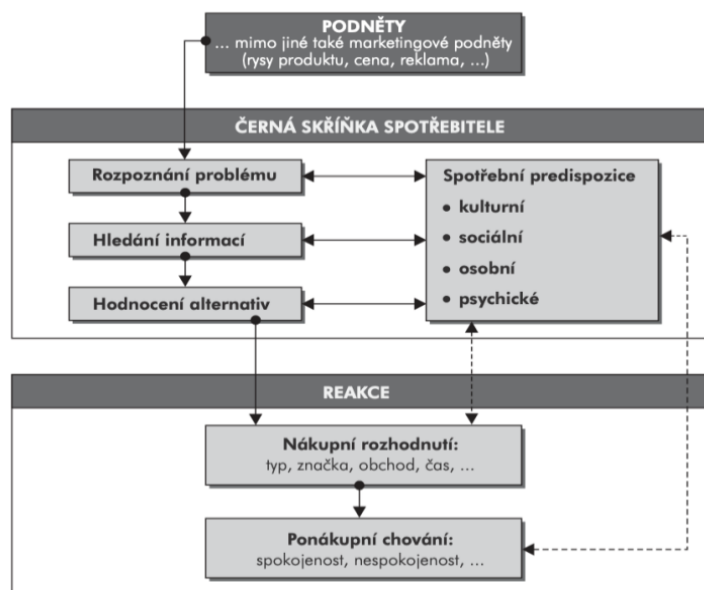 PODNĚTY
... mimo jiné také marketingové podněty
(rysy produktu, cena, reklama, ...)
ČERNÁ SKŘÍŇKA SPOTŘEBITELE
Rozpoznání problému
Hledání informací
Hodnocení alternativ
Spotřební predispozice
• kulturní
• sociální
• osobní
• psychické
REAKCE
Nákupní rozhodnutí:
typ, značka, obchod, čas, ...
Ponákupní chování:
spokojenost, nespokojenost, ...